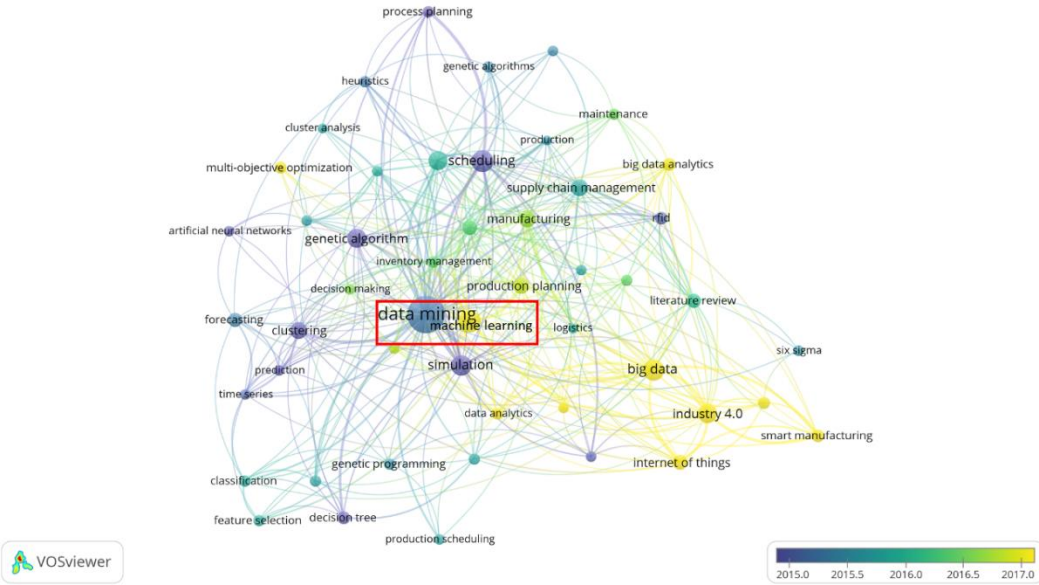 process planning
genetic algorithms
heuristics
maintenance
cluster analysis
production
scheduling
big data analytics
multi-objective optimization
supply chain management
manufacturing
rfid
artificial neural networks
genetic algorithm
inventory management
production planning
decision making
literature review
data mining
machine learning
forecasting
clustering
logistics
six sigma
simulation
big data
prediction
time series
data analytics
industry 4.0
smart manufacturing
genetic programming
internet of things
classification
feature selection
decision tree
production scheduling
VOSviewer
2015.0 2015.5 2016.0 2016.5 2017.0